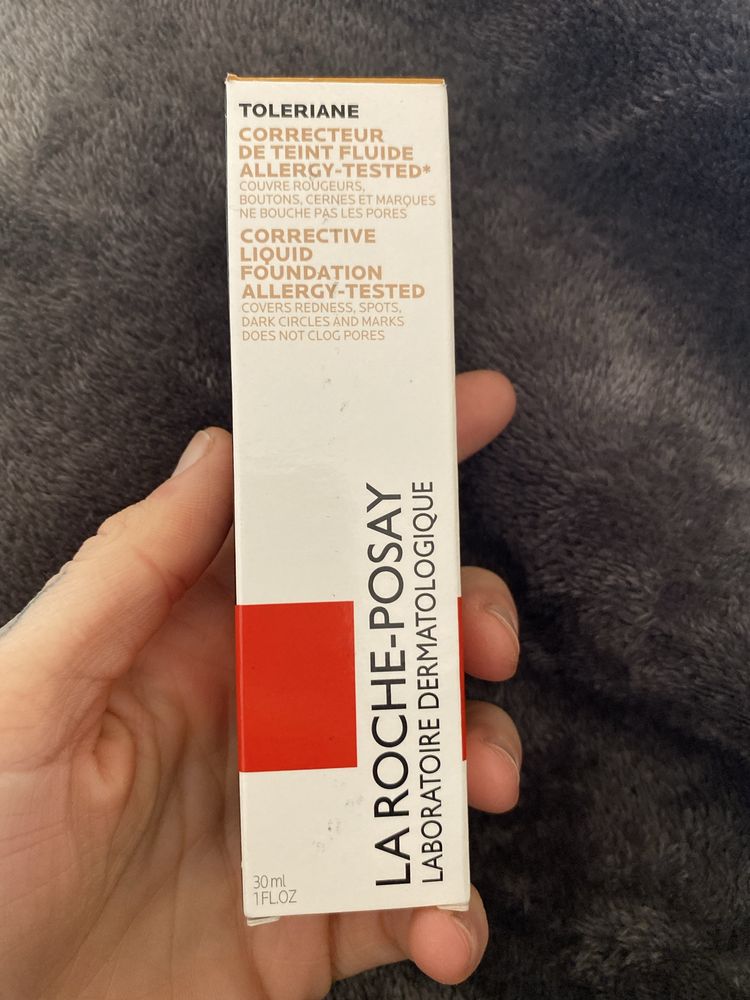 TOLERIANE
CORRECTEUR
DE TEINT FLUIDE
ALLERGY-TESTED*
COUVRE ROUGEURS,
BOUTONS, CERNES ET MARQUES
NE BOUCHE PAS LES PORES
CORRECTIVE
LIQUID
FOUNDATION
ALLERGY-TESTED
COVERS REDNESS, SPOTS,
DARK CIRCLES AND MARKS
DOES NOT CLOG PORES
LA ROCHE-POSAY
LABORATOIRE DERMATOLOGIQUE
30 ml
1 FL.OZ